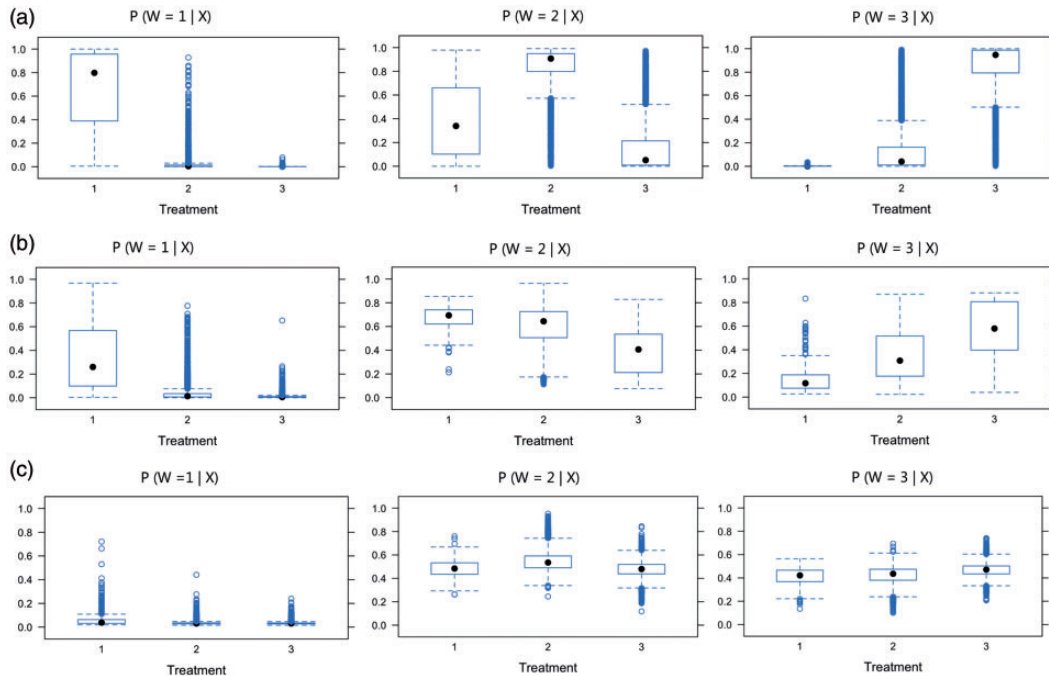 (a)
P (W = 1 | X) P (W = 2 | X) P (W = 3 | X)
1.0 1.0 1.0
0.8 0.8 0.8
0.6 0.6 0.6
0.4 0.4 0.4
0.2 0.2 0.2
0.0 0.0 0.0
1 2 3 1 2 3 1 2 3
Treatment Treatment Treatment
(b)
P (W = 1 | X) P (W = 2 | X) P (W = 3 | X)
1.0 1.0 1.0
0.8 0.8 0.8
0.6 0.6 0.6
0.4 0.4 0.4
0.2 0.2 0.2
0.0 0.0 0.0
1 2 3 1 2 3 1 2 3
Treatment Treatment Treatment
(c)
P (W =1 | X) P (W = 2 | X) P (W = 3 | X)
1.0 1.0 1.0
0.8 0.8 0.8
0.6 0.6 0.6
0.4 0.4 0.4
0.2 0.2 0.2
0.0 0.0 0.0
1 2 3 1 2 3 1 2 3
Treatment Treatment Treatment